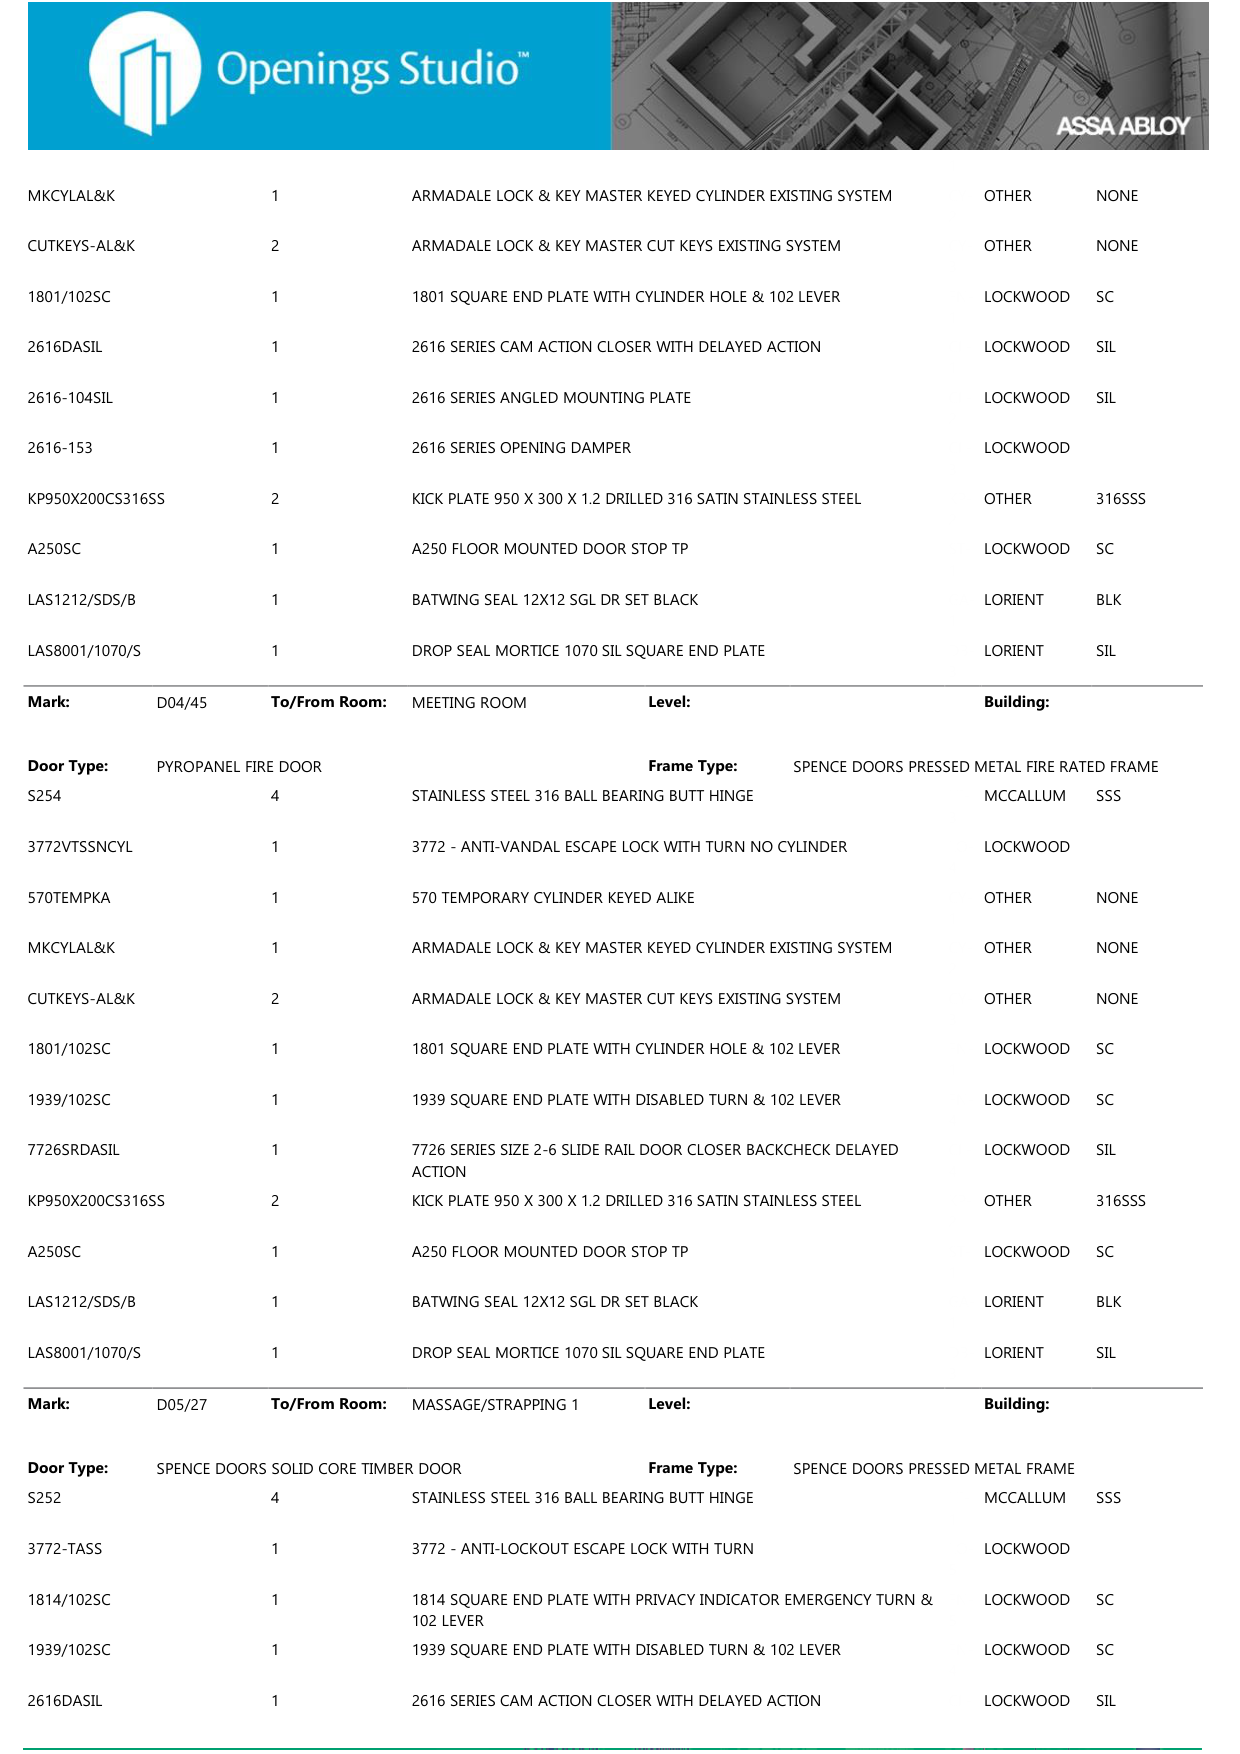 Openings Studio™
ASSA ABLOY
MKCYLAL&K 1 ARMADALE LOCK & KEY MASTER KEYED CYLINDER EXISTING SYSTEM OTHER NONE
CUTKEYS-AL&K 2 ARMADALE LOCK & KEY MASTER CUT KEYS EXISTING SYSTEM OTHER NONE
1801/102SC 1 1801 SQUARE END PLATE WITH CYLINDER HOLE & 102 LEVER LOCKWOOD SC
2616DASIL 1 2616 SERIES CAM ACTION CLOSER WITH DELAYED ACTION LOCKWOOD SIL
2616-104SIL 1 2616 SERIES ANGLED MOUNTING PLATE LOCKWOOD SIL
2616-153 1 2616 SERIES OPENING DAMPER LOCKWOOD
KP950X200CS316SS 2 KICK PLATE 950 X 300 X 1.2 DRILLED 316 SATIN STAINLESS STEEL OTHER 316SSS
A250SC 1 A250 FLOOR MOUNTED DOOR STOP TP LOCKWOOD SC
LAS1212/SDS/B 1 BATWING SEAL 12X12 SGL DR SET BLACK LORIENT BLK
LAS8001/1070/S 1 DROP SEAL MORTICE 1070 SIL SQUARE END PLATE LORIENT SIL
Mark: D04/45 To/From Room: MEETING ROOM Level: Building:
Door Type: PYROPANEL FIRE DOOR Frame Type: SPENCE DOORS PRESSED METAL FIRE RATED FRAME
S254 4 STAINLESS STEEL 316 BALL BEARING BUTT HINGE MCCALLUM SSS
3772VTSSNCYL 1 3772 - ANTI-VANDAL ESCAPE LOCK WITH TURN NO CYLINDER LOCKWOOD
570TEMPKA 1 570 TEMPORARY CYLINDER KEYED ALIKE OTHER NONE
MKCYLAL&K 1 ARMADALE LOCK & KEY MASTER KEYED CYLINDER EXISTING SYSTEM OTHER NONE
CUTKEYS-AL&K 2 ARMADALE LOCK & KEY MASTER CUT KEYS EXISTING SYSTEM OTHER NONE
1801/102SC 1 1801 SQUARE END PLATE WITH CYLINDER HOLE & 102 LEVER LOCKWOOD SC
1939/102SC 1 1939 SQUARE END PLATE WITH DISABLED TURN & 102 LEVER LOCKWOOD SC
7726SRDASIL 1 7726 SERIES SIZE 2-6 SLIDE RAIL DOOR CLOSER BACKCHECK DELAYED LOCKWOOD SIL
ACTION
KP950X200CS316SS 2 KICK PLATE 950 X 300 X 1.2 DRILLED 316 SATIN STAINLESS STEEL OTHER 316SSS
A250SC 1 A250 FLOOR MOUNTED DOOR STOP TP LOCKWOOD SC
LAS1212/SDS/B 1 BATWING SEAL 12X12 SGL DR SET BLACK LORIENT BLK
LAS8001/1070/S 1 DROP SEAL MORTICE 1070 SIL SQUARE END PLATE LORIENT SIL
Mark: D05/27 To/From Room: MASSAGE/STRAPPING 1 Level: Building:
Door Type: SPENCE DOORS SOLID CORE TIMBER DOOR Frame Type: SPENCE DOORS PRESSED METAL FRAME
S252 4 STAINLESS STEEL 316 BALL BEARING BUTT HINGE MCCALLUM SSS
3772-TASS 1 3772 - ANTI-LOCKOUT ESCAPE LOCK WITH TURN LOCKWOOD
1814/102SC 1 1814 SQUARE END PLATE WITH PRIVACY INDICATOR EMERGENCY TURN & LOCKWOOD SC
102 LEVER
1939/102SC 1 1939 SQUARE END PLATE WITH DISABLED TURN & 102 LEVER LOCKWOOD SC
2616DASIL 1 2616 SERIES CAM ACTION CLOSER WITH DELAYED ACTION LOCKWOOD SIL